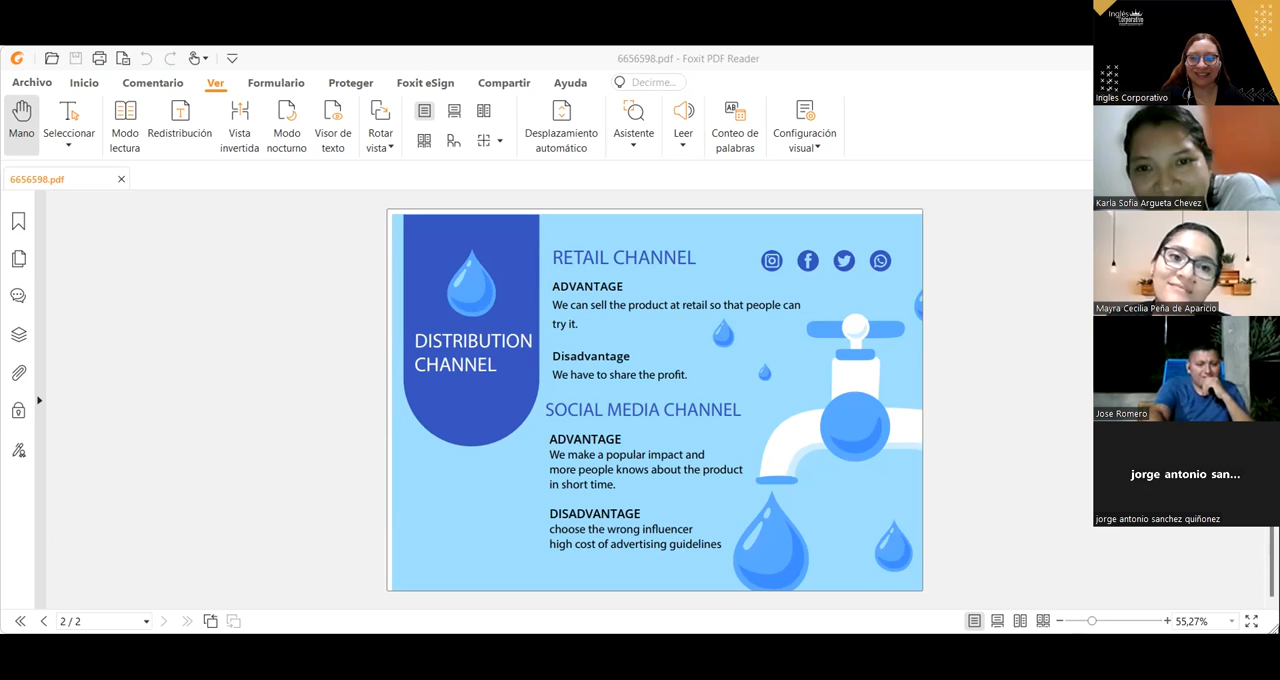 6656598.pdf - Foxit PDF Reader
Archivo Inicio Comentario Ver Formulario Proteger Foxit eSign Compartir Ayuda Decirme...
Mano
Seleccionar
Modo
lectura
Redistribución
Vista
invertida
Modo
nocturno
Visor de
texto
Rotar
vista
Desplazamiento
automático
Asistente
Leer
Conteo de
palabras
Configuración
visual
6656598.pdf
DISTRIBUTION
CHANNEL
RETAIL CHANNEL
ADVANTAGE
We can sell the product at retail so that people can
try it.
Disadvantage
We have to share the profit.
SOCIAL MEDIA CHANNEL
ADVANTAGE
We make a popular impact and
more people knows about the product
in short time.
DISADVANTAGE
choose the wrong influencer
high cost of advertising guidelines
2 / 2
55,27%
Inglés
Corporativo
Ingles Corporativo
Karla Sofia Argueta Chevez
Mayra Cecilia Peña de Aparicio
Jose Romero
jorge antonio san...
jorge antonio sanchez quiñonez